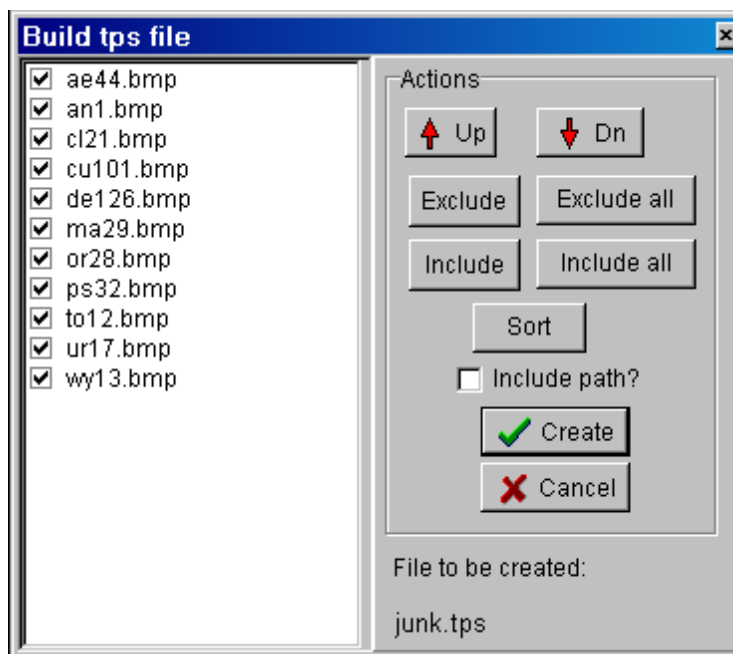 Build tps file
ae44.bmp
an1.bmp
cl21.bmp
cu101.bmp
de126.bmp
ma29.bmp
or28.bmp
ps32.bmp
to12.bmp
ur17.bmp
wy13.bmp
Actions
Up Dn
Exclude Exclude all
Include Include all
Sort
Include path?
Create
Cancel
File to be created:
junk.tps